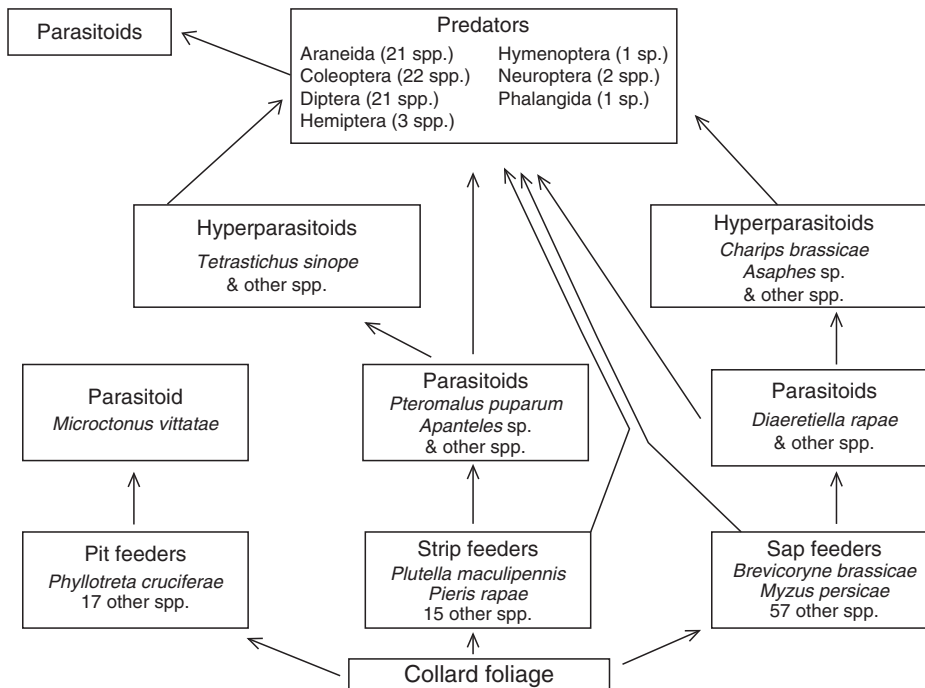 Parasitoids
Predators
Araneida (21 spp.)
Coleoptera (22 spp.)
Diptera (21 spp.)
Hemiptera (3 spp.)
Hymenoptera (1 sp.)
Neuroptera (2 spp.)
Phalangida (1 sp.)
Hyperparasitoids
Tetrastichus sinope
& other spp.
Hyperparasitoids
Charips brassicae
Asaphes sp.
& other spp.
Parasitoid
Microctonus vittatae
Parasitoids
Pteromalus puparum
Apanteles sp.
& other spp.
Parasitoids
Diaeretiella rapae
& other spp.
Pit feeders
Phyllotreta cruciferae
17 other spp.
Strip feeders
Plutella maculipennis
Pieris rapae
15 other spp.
Sap feeders
Brevicoryne brassicae
Myzus persicae
57 other spp.
Collard foliage